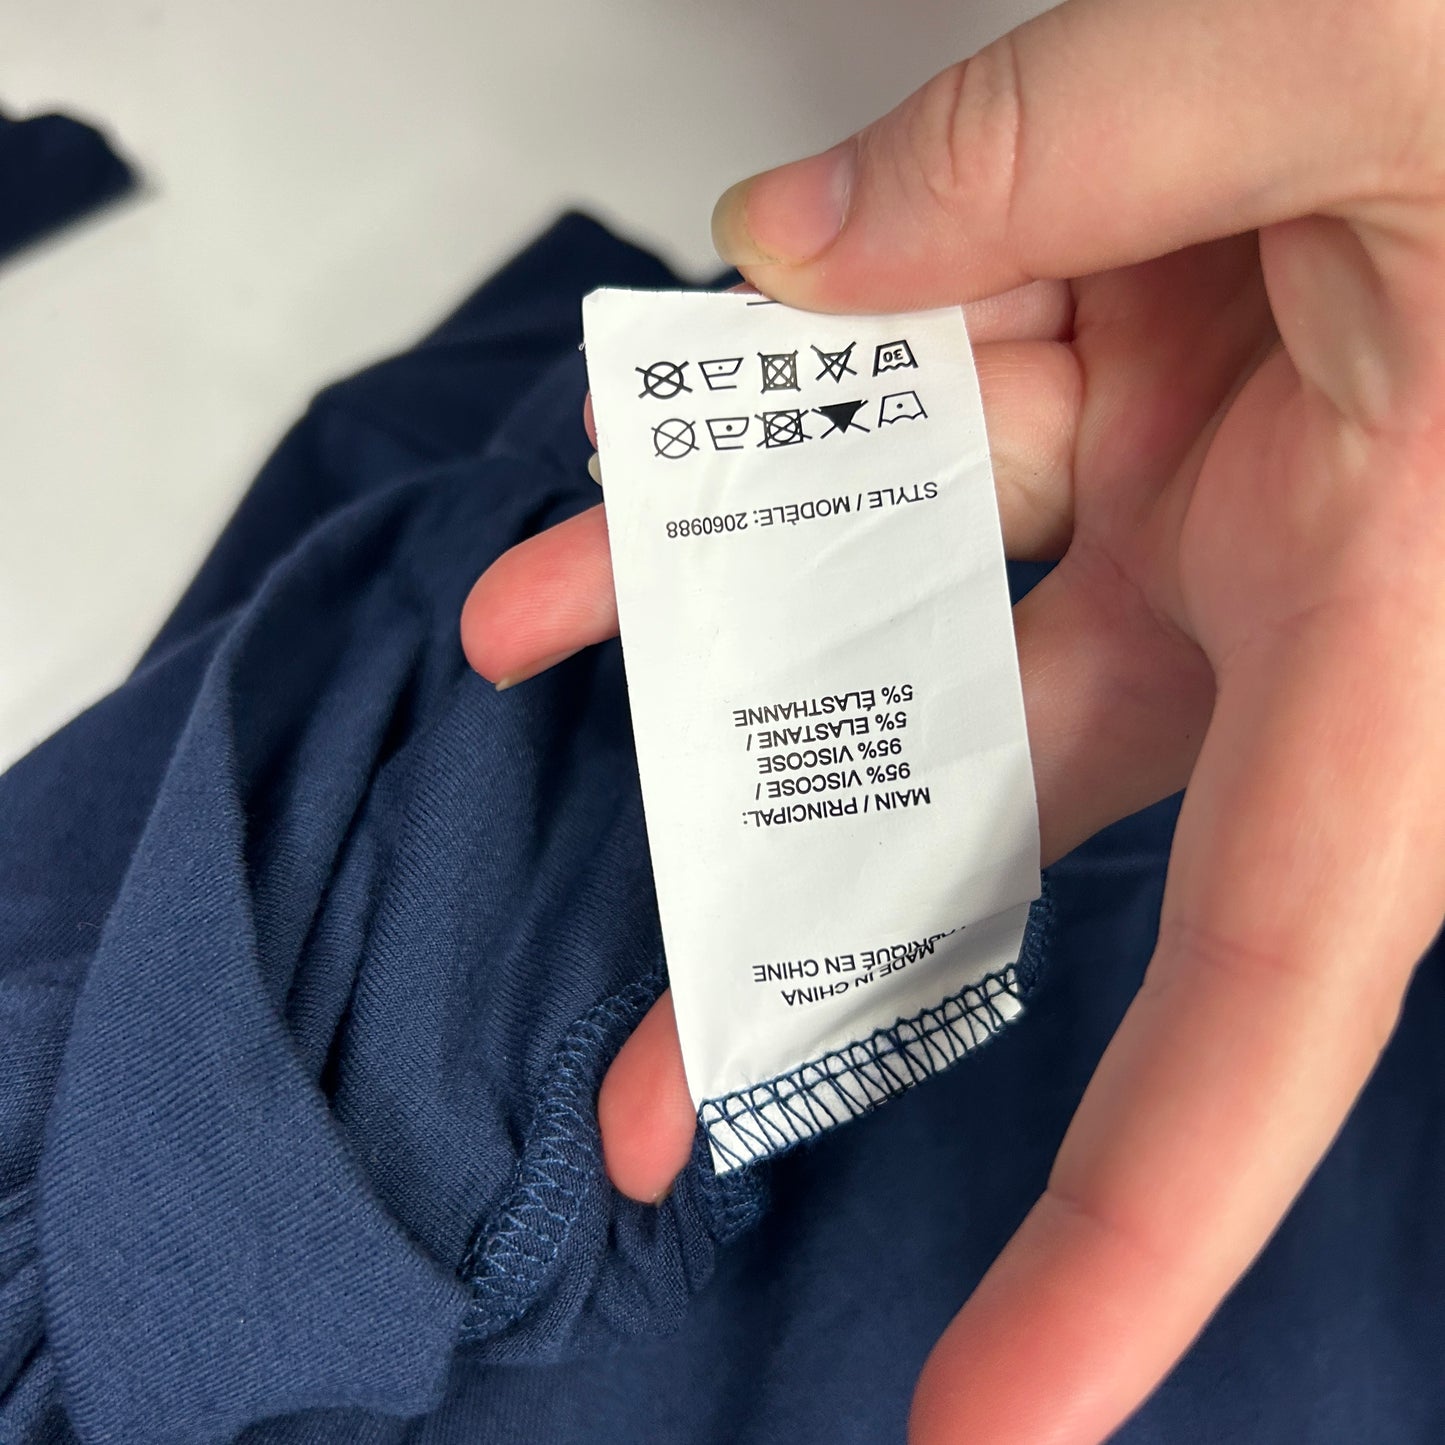 MADE IN CHINA
FABRIQUÉ EN CHINE
MAIN / PRINCIPAL:
95% VISCOSE /
95% VISCOSE
5% ELASTANE /
5% ÉLASTHANNE
STYLE / MODÈLE: 2060988
30